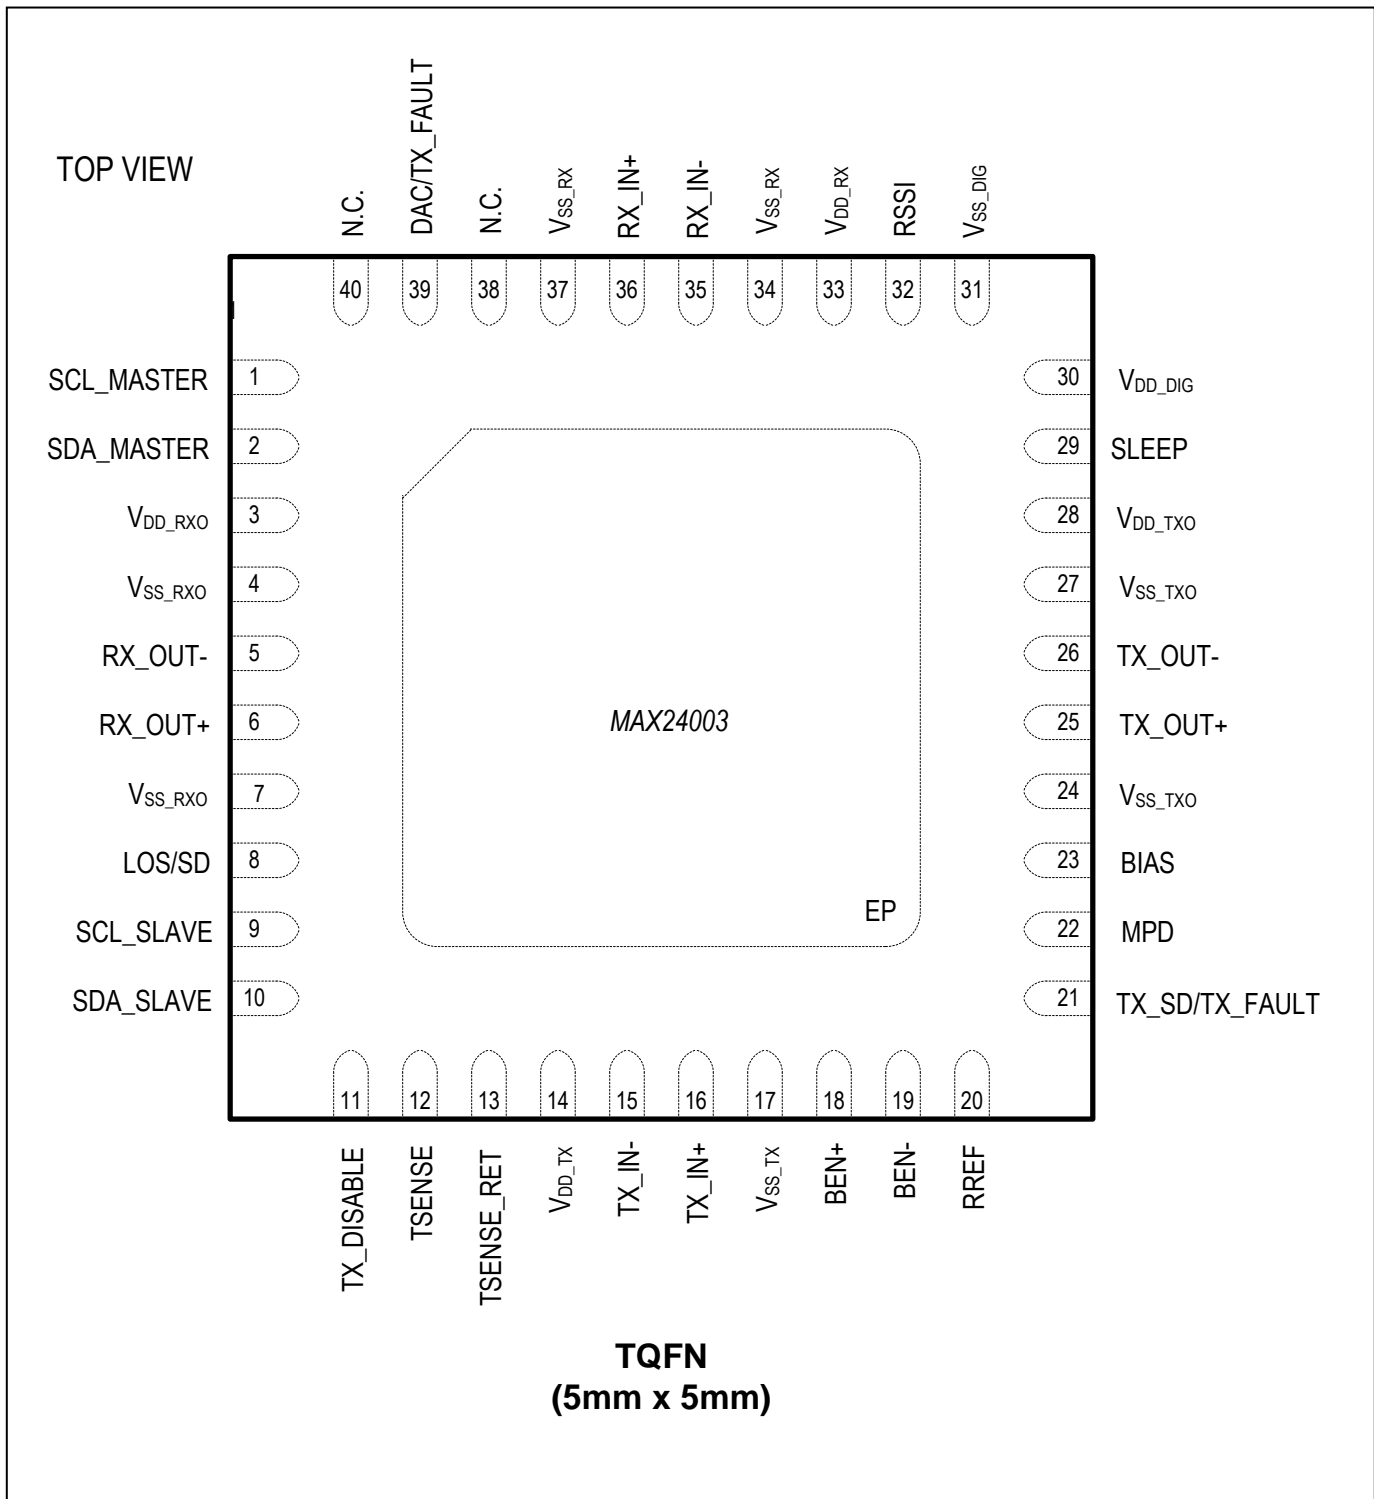 TOP VIEW
N.C.
DAC/TX_FAULT
N.C.
VSS_RX
RX_IN+
RX_IN-
VSS_RX
VDD_RX
RSSI
VSS_DIG
40 39 38 37 36 35 34 33 32 31
SCL_MASTER 1
SDA_MASTER 2
VDD_RXO 3
VSS_RXO 4
RX_OUT- 5
RX_OUT+ 6
VSS_RXO 7
LOS/SD 8
SCL_SLAVE 9
SDA_SLAVE 10
MAX24003
EP
30 VDD_DIG
29 SLEEP
28 VDD_TXO
27 VSS_TXO
26 TX_OUT-
25 TX_OUT+
24 VSS_TXO
23 BIAS
22 MPD
21 TX_SD/TX_FAULT
11 12 13 14 15 16 17 18 19 20
TX_DISABLE
TSENSE
TSENSE_RET
VDD_TX
TX_IN-
TX_IN+
VSS_TX
BEN+
BEN-
RREF
TQFN
(5mm x 5mm)